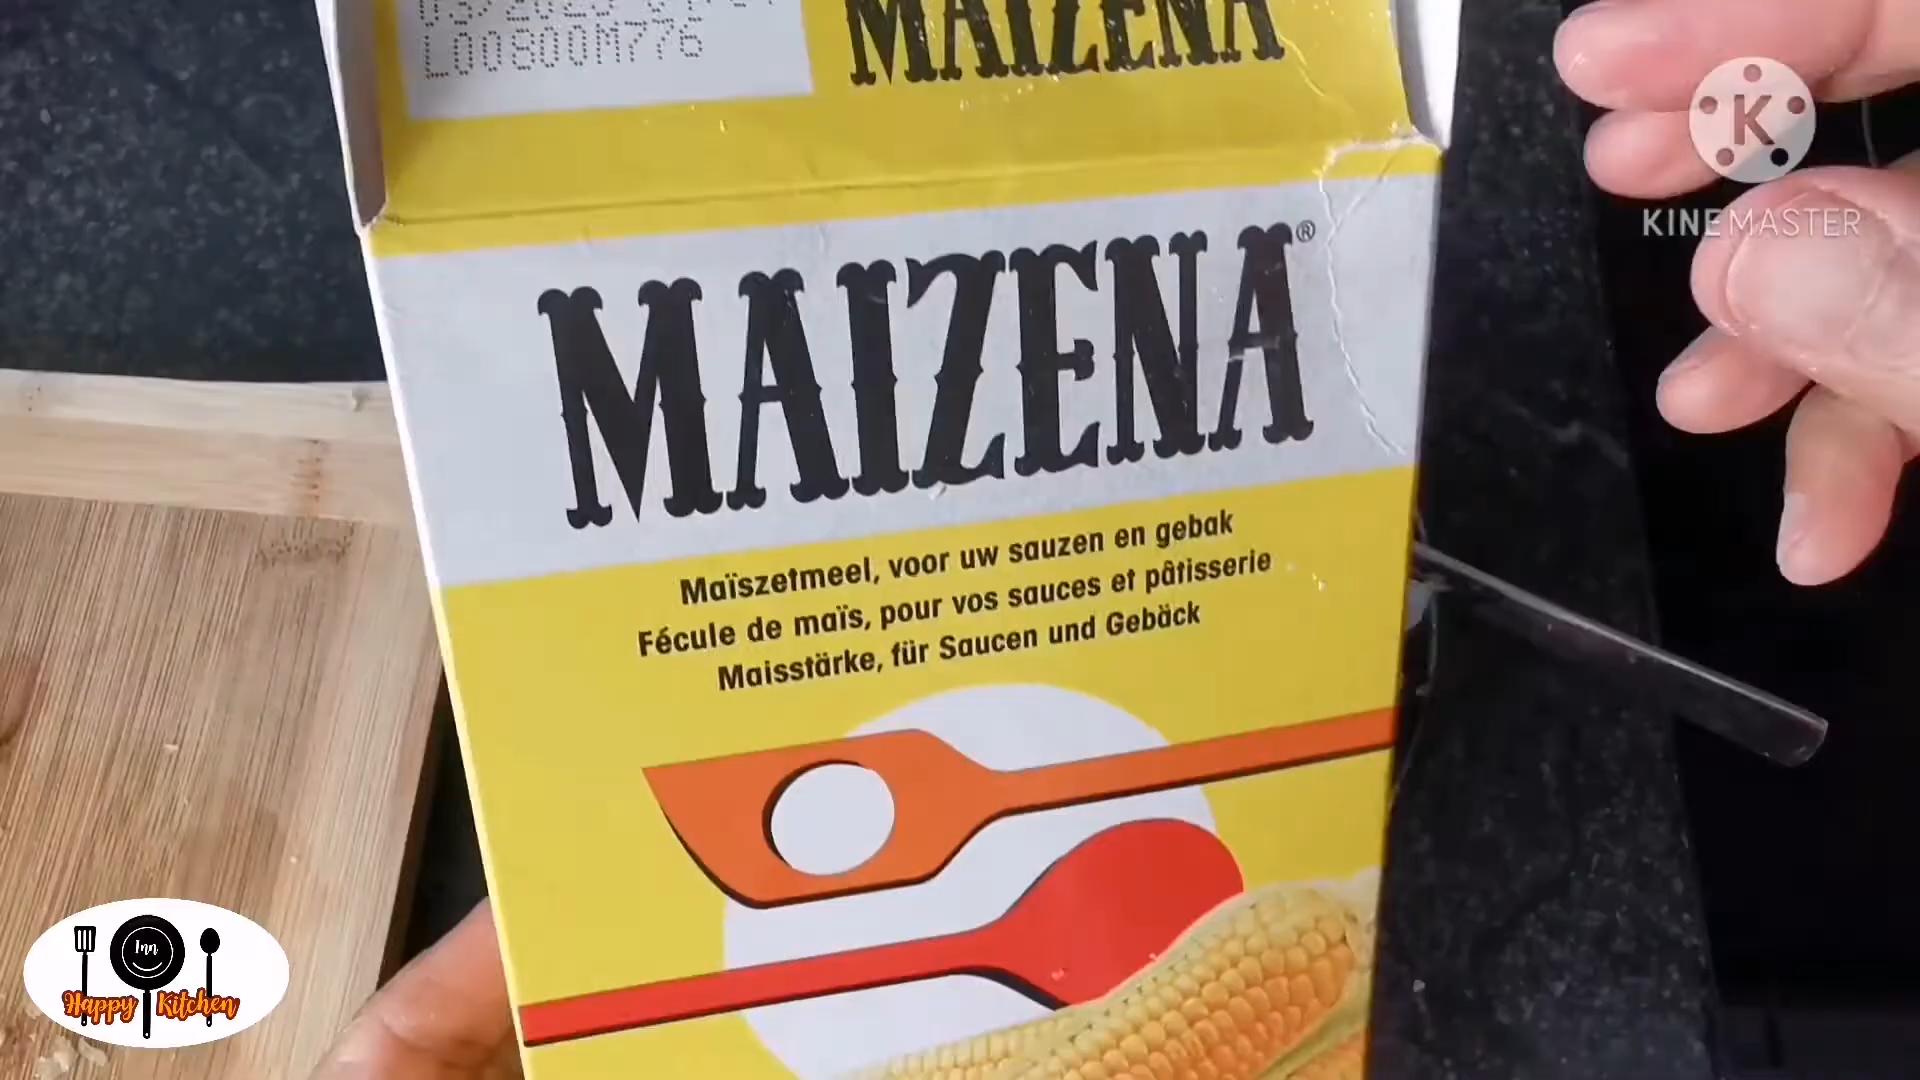 L00800M776
MAIZENA
K
KINEMASTER
MAIZENA®
Maïszetmeel, voor uw sauzen en gebak
Fécule de maïs, pour vos sauces et pâtisserie
Maisstärke, für Saucen und Gebäck
Inn
Happy Kitchen